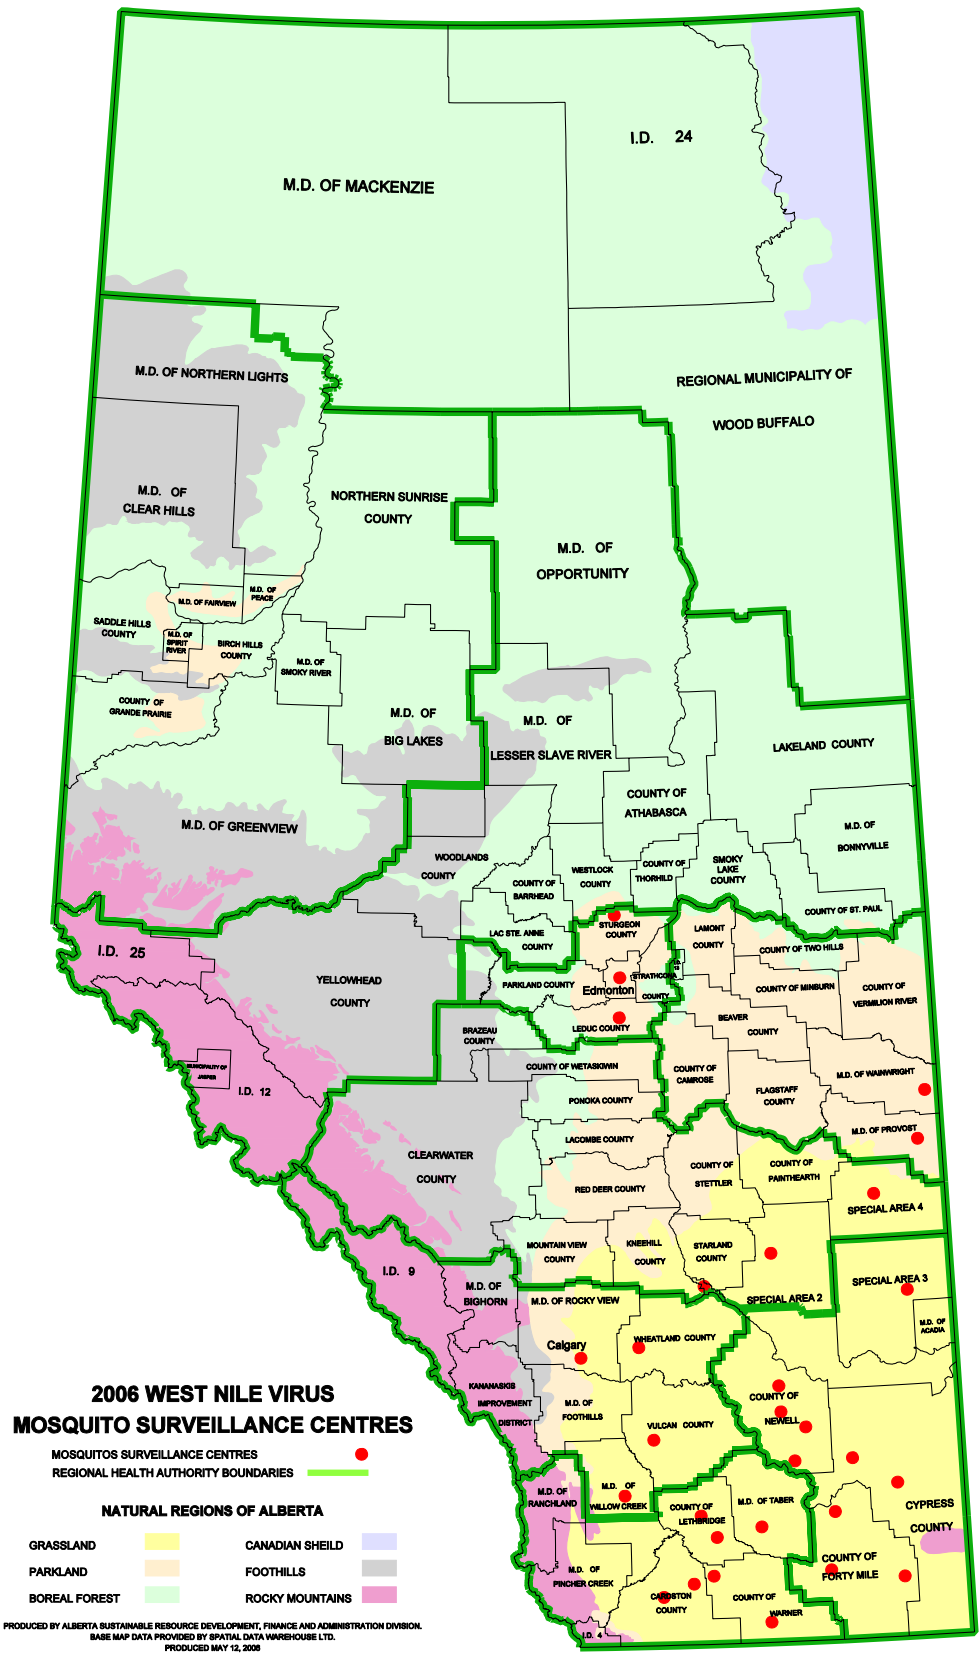 I.D. 24
M.D. OF MACKENZIE
M.D. OF NORTHERN LIGHTS
REGIONAL MUNICIPALITY OF
WOOD BUFFALO
M.D. OF
CLEAR HILLS
NORTHERN SUNRISE
COUNTY
M.D. OF
OPPORTUNITY
M.D. OF FAIRVIEW
M.D. OF
PEACE
SADDLE HILLS
COUNTY
M.D. OF
SPIRIT
RIVER
BIRCH HILLS
COUNTY
M.D. OF
SMOKY RIVER
COUNTY OF
GRANDE PRAIRIE
M.D. OF
BIG LAKES
M.D. OF
LESSER SLAVE RIVER
LAKELAND COUNTY
COUNTY OF
ATHABASCA
M.D. OF GREENVIEW
M.D. OF
BONNYVILLE
WOODLANDS
COUNTY
WESTLOCK
COUNTY
COUNTY OF
THORHILD
SMOKY
LAKE
COUNTY
COUNTY OF
BARRHEAD
COUNTY OF ST. PAUL
LAC STE. ANNE
COUNTY
STURGEON
COUNTY
LAMONT
COUNTY
COUNTY OF TWO HILLS
I.D. 25
YELLOWHEAD
COUNTY
PARKLAND COUNTY
Edmonton
STRATHCONA
COUNTY
COUNTY OF MINBURN
COUNTY OF
VERMILION RIVER
LEDUC COUNTY
BRAZEAU
COUNTY
BEAVER
COUNTY
MUNICIPALITY OF
JASPER
I.D. 12
COUNTY OF WETASKIWIN
COUNTY OF
CAMROSE
M.D. OF WAINWRIGHT
FLAGSTAFF
COUNTY
PONOKA COUNTY
M.D. OF PROVOST
CLEARWATER
COUNTY
LACOMBE COUNTY
COUNTY OF
STETTLER
COUNTY OF
PAINTHEARTH
RED DEER COUNTY
SPECIAL AREA 4
MOUNTAIN VIEW
COUNTY
KNEEHILL
COUNTY
STARLAND
COUNTY
I.D. 9
M.D. OF
BIGHORN
M.D. OF ROCKY VIEW
SPECIAL AREA 2
SPECIAL AREA 3
M.D. OF
ACADIA
Calgary
WHEATLAND COUNTY
KANANASKIS
IMPROVEMENT
DISTRICT
M.D. OF
FOOTHILLS
VULCAN COUNTY
COUNTY OF
NEWELL
M.D. OF
RANCHLAND
M.D. OF
WILLOW CREEK
COUNTY OF
LETHBRIDGE
M.D. OF TABER
CYPRESS
COUNTY
M.D. OF
PINCHER CREEK
CARDSTON
COUNTY
COUNTY OF
WARNER
COUNTY OF
FORTY MILE
I.D. 4
2006 WEST NILE VIRUS
MOSQUITO SURVEILLANCE CENTRES
MOSQUITOS SURVEILLANCE CENTRES
REGIONAL HEALTH AUTHORITY BOUNDARIES
NATURAL REGIONS OF ALBERTA
GRASSLAND
PARKLAND
BOREAL FOREST
CANADIAN SHEILD
FOOTHILLS
ROCKY MOUNTAINS
PRODUCED BY ALBERTA SUSTAINABLE RESOURCE DEVELOPMENT, FINANCE AND ADMINISTRATION DIVISION.
BASE MAP DATA PROVIDED BY SPATIAL DATA WAREHOUSE LTD.
PRODUCED MAY 12, 2006